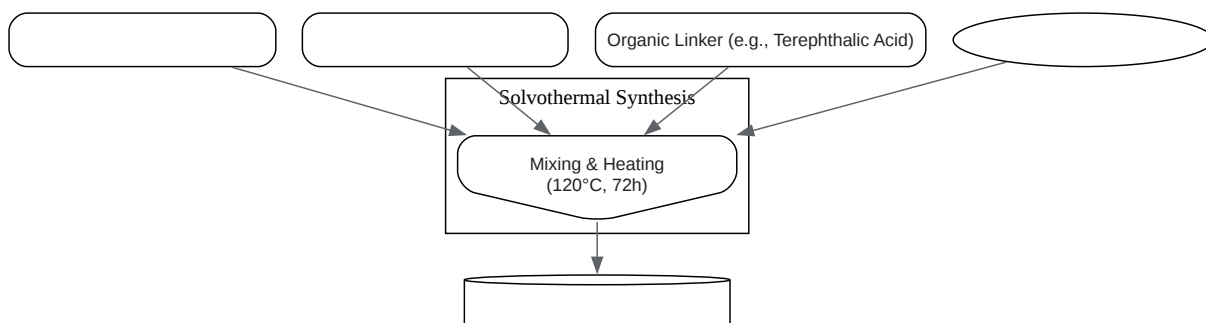 Organic Linker (e.g., Terephthalic Acid)
Solvothermal Synthesis
Mixing & Heating
(120°C, 72h)